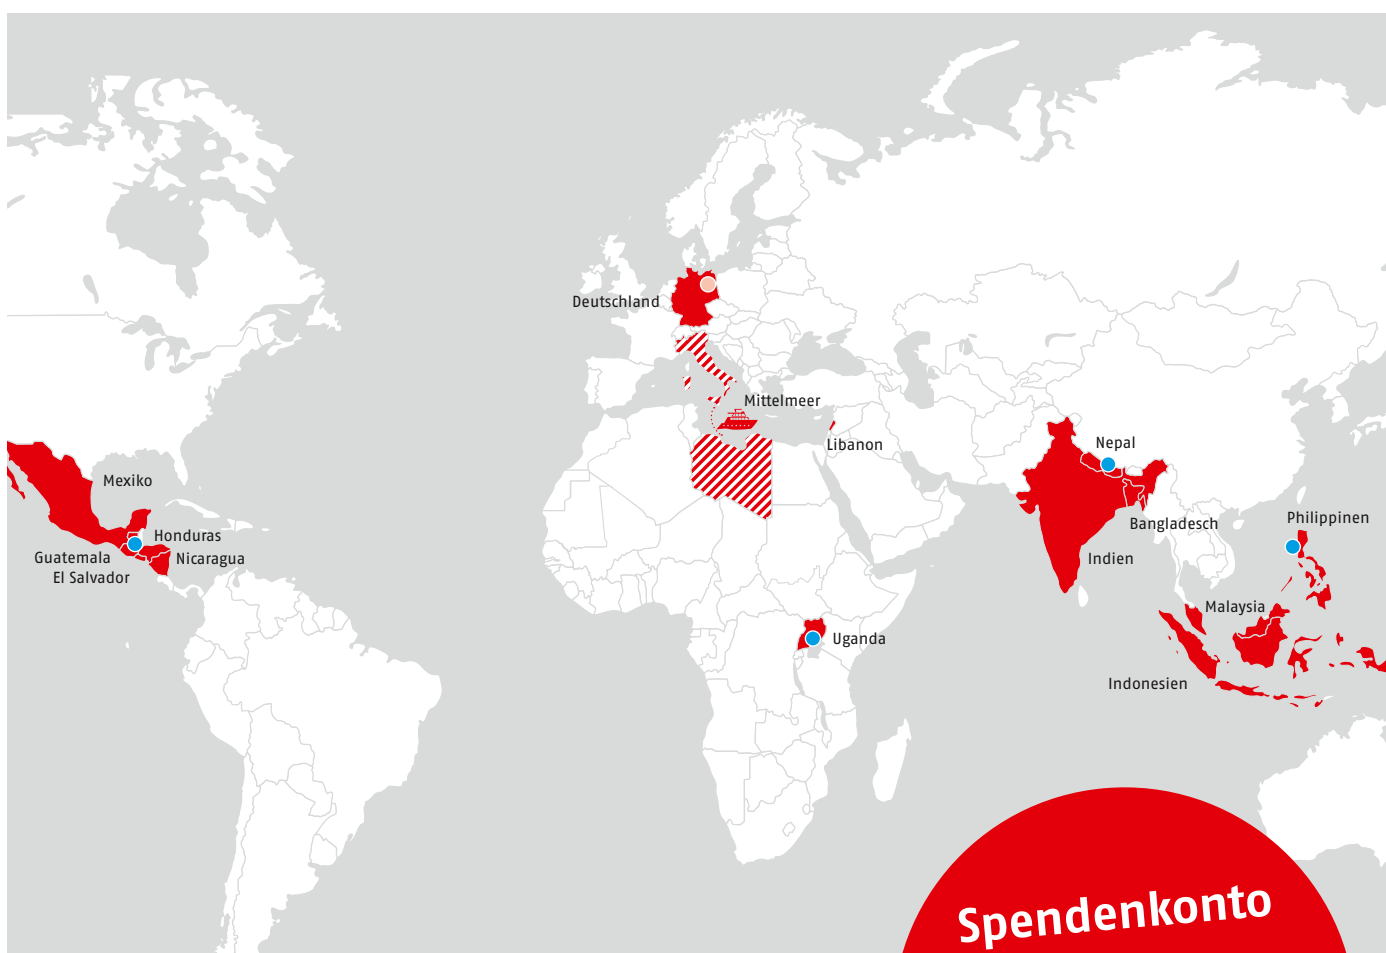 Deutschland
Mittelmeer
Libanon
Nepal
Mexiko
Philippinen
Bangladesch
Honduras
Guatemala
Nicaragua
Indien
El Salvador
Malaysia
Uganda
Indonesien
Spendenkonto